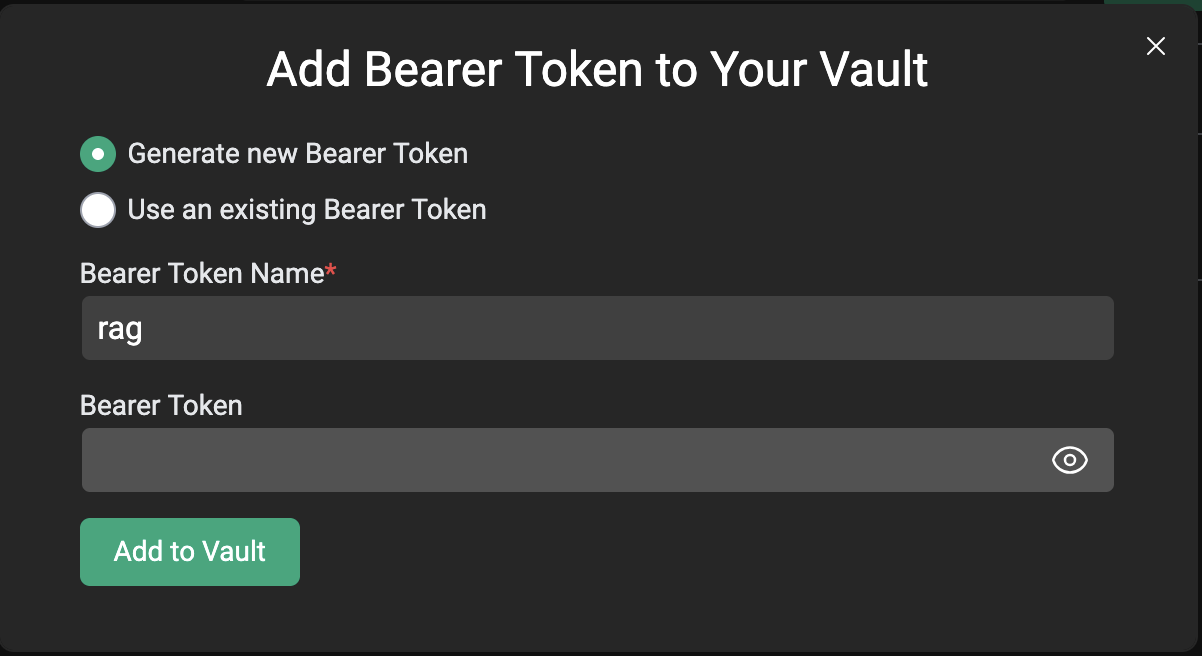 Add Bearer Token to Your Vault
Generate new Bearer Token
Use an existing Bearer Token
Bearer Token Name*
rag
Bearer Token
Add to Vault